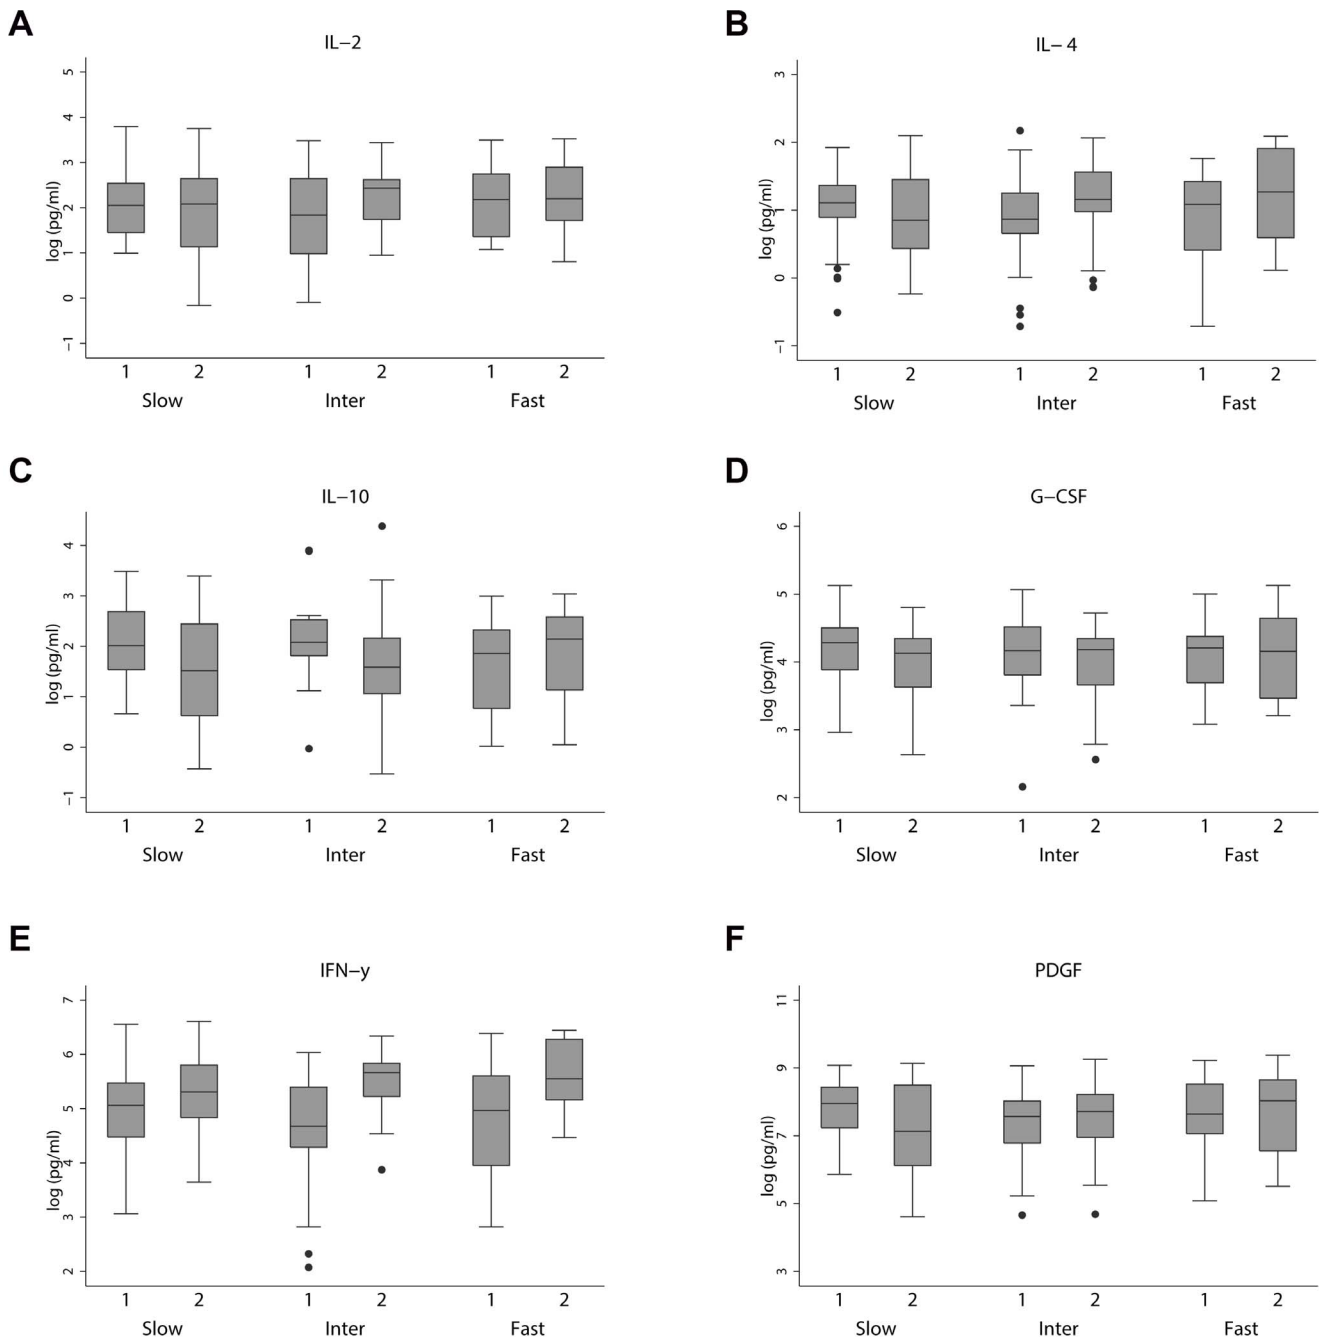 A
IL−2
log (pg/ml)
5
4
3
2
1
0
−1
1 2 1 2 1 2
Slow Inter Fast
B
IL− 4
log (pg/ml)
3
2
1
0
−1
1 2 1 2 1 2
Slow Inter Fast
C
IL−10
log (pg/ml)
4
3
2
1
0
−1
1 2 1 2 1 2
Slow Inter Fast
D
G−CSF
log (pg/ml)
6
5
4
3
2
1 2 1 2 1 2
Slow Inter Fast
E
IFN−y
log (pg/ml)
7
6
5
4
3
2
1 2 1 2 1 2
Slow Inter Fast
F
PDGF
log (pg/ml)
11
9
7
5
3
1 2 1 2 1 2
Slow Inter Fast